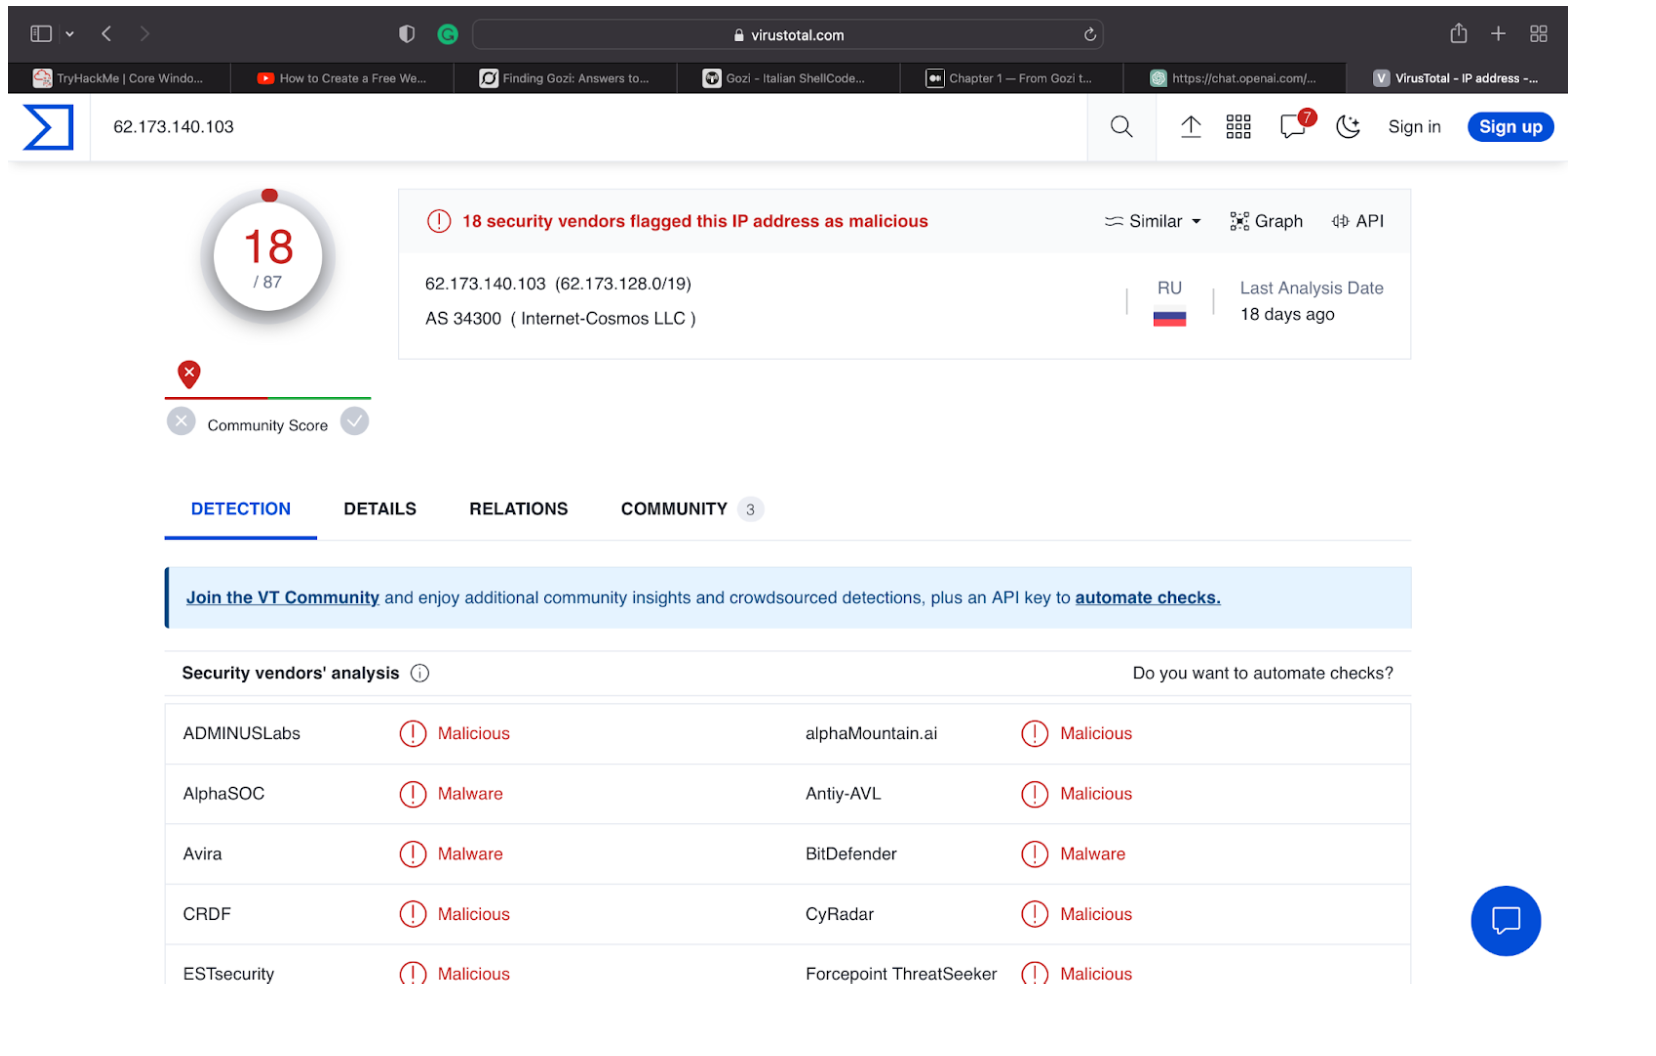 virustotal.com
TryHackMe | Core Windo...
How to Create a Free We...
Finding Gozi: Answers to...
Gozi - Italian ShellCode...
Chapter 1 — From Gozi t...
https://chat.openai.com/...
VirusTotal - IP address -...
62.173.140.103
7
Sign in
Sign up
18
/ 87
18 security vendors flagged this IP address as malicious
Similar
Graph
API
62.173.140.103 (62.173.128.0/19)
AS 34300 ( Internet-Cosmos LLC )
RU
Last Analysis Date
18 days ago
Community Score
DETECTION DETAILS RELATIONS COMMUNITY 3
Join the VT Community and enjoy additional community insights and crowdsourced detections, plus an API key to automate checks.
Security vendors' analysis
Do you want to automate checks?
ADMINUSLabs Malicious alphaMountain.ai Malicious
AlphaSOC Malware Antiy-AVL Malicious
Avira Malware BitDefender Malware
CRDF Malicious CyRadar Malicious
ESTsecurity Malicious Forcepoint ThreatSeeker Malicious